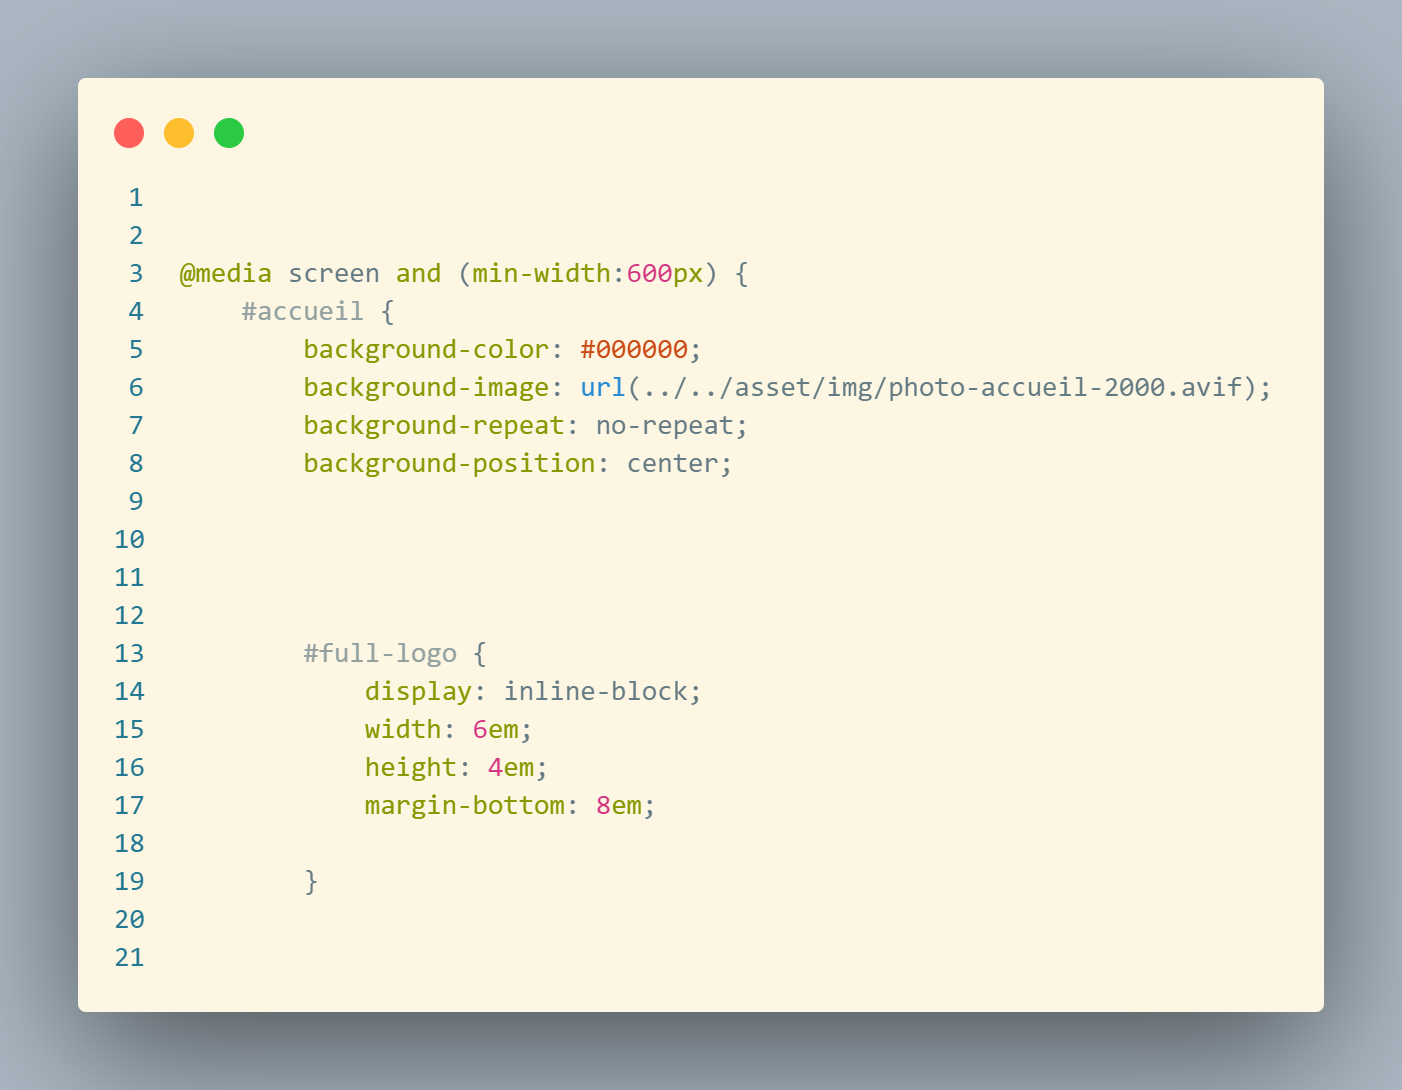 1
2
3 @media screen and (min-width:600px) {
4     #accueil {
5         background-color: #000000;
6         background-image: url(../../asset/img/photo-accueil-2000.avif);
7         background-repeat: no-repeat;
8         background-position: center;
9
10
11
12
13         #full-logo {
14             display: inline-block;
15             width: 6em;
16             height: 4em;
17             margin-bottom: 8em;
18
19         }
20
21